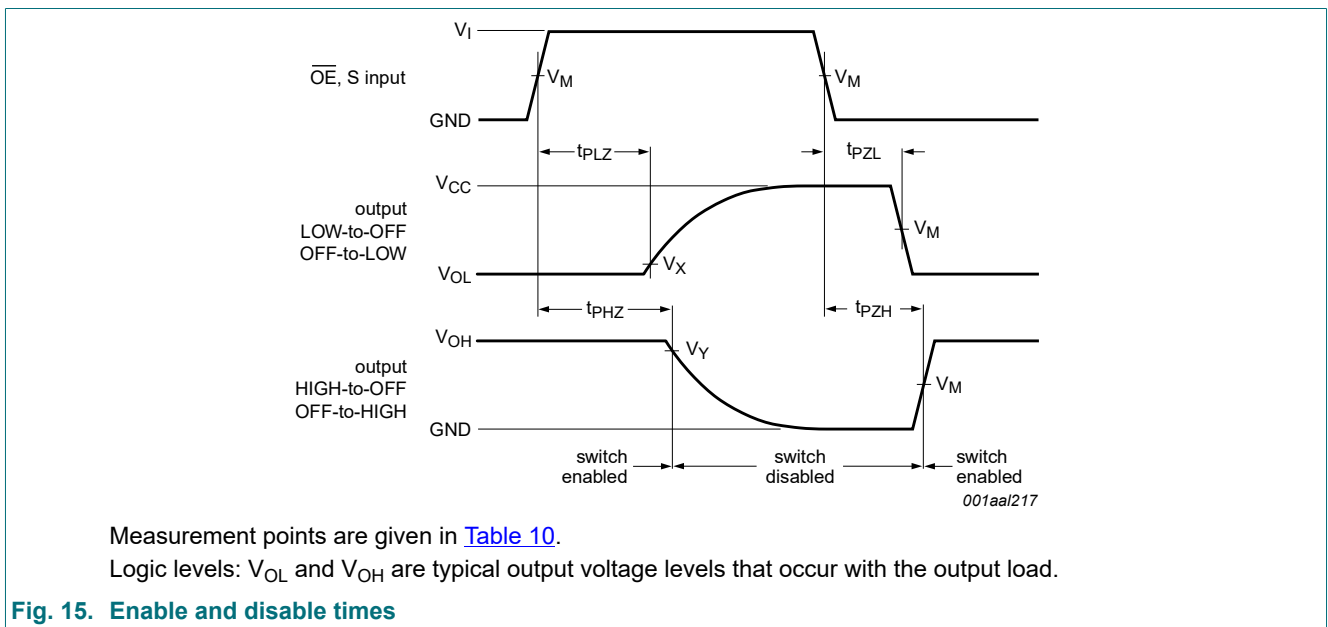 V_I
O̅E̅, S input
V_M
V_M
GND
t_PLZ
t_PZL
V_CC
output
LOW-to-OFF
OFF-to-LOW
V_M
V_X
V_OL
t_PHZ
t_PZH
V_OH
V_Y
output
HIGH-to-OFF
OFF-to-HIGH
V_M
GND
switch
enabled
switch
disabled
switch
enabled
001aal217
Measurement points are given in Table 10.
Logic levels: V_OL and V_OH are typical output voltage levels that occur with the output load.
Fig. 15. Enable and disable times